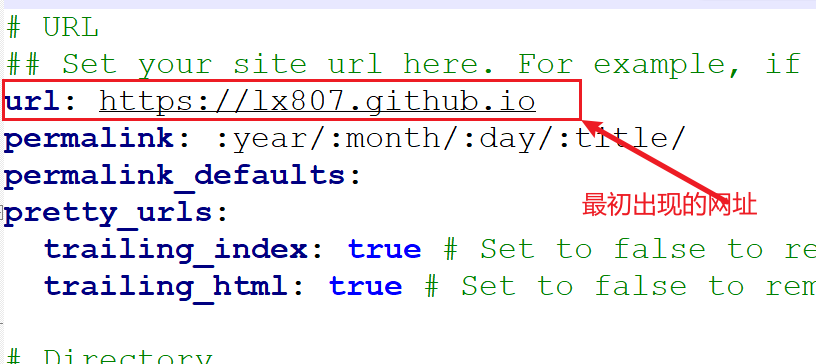 # URL
## Set your site url here. For example, if
url: https://lx807.github.io
permalink: :year/:month/:day/:title/
permalink_defaults:
最初出现的网址
pretty_urls:
trailing_index: true # Set to false to re
trailing_html: true # Set to false to rem
# Directory